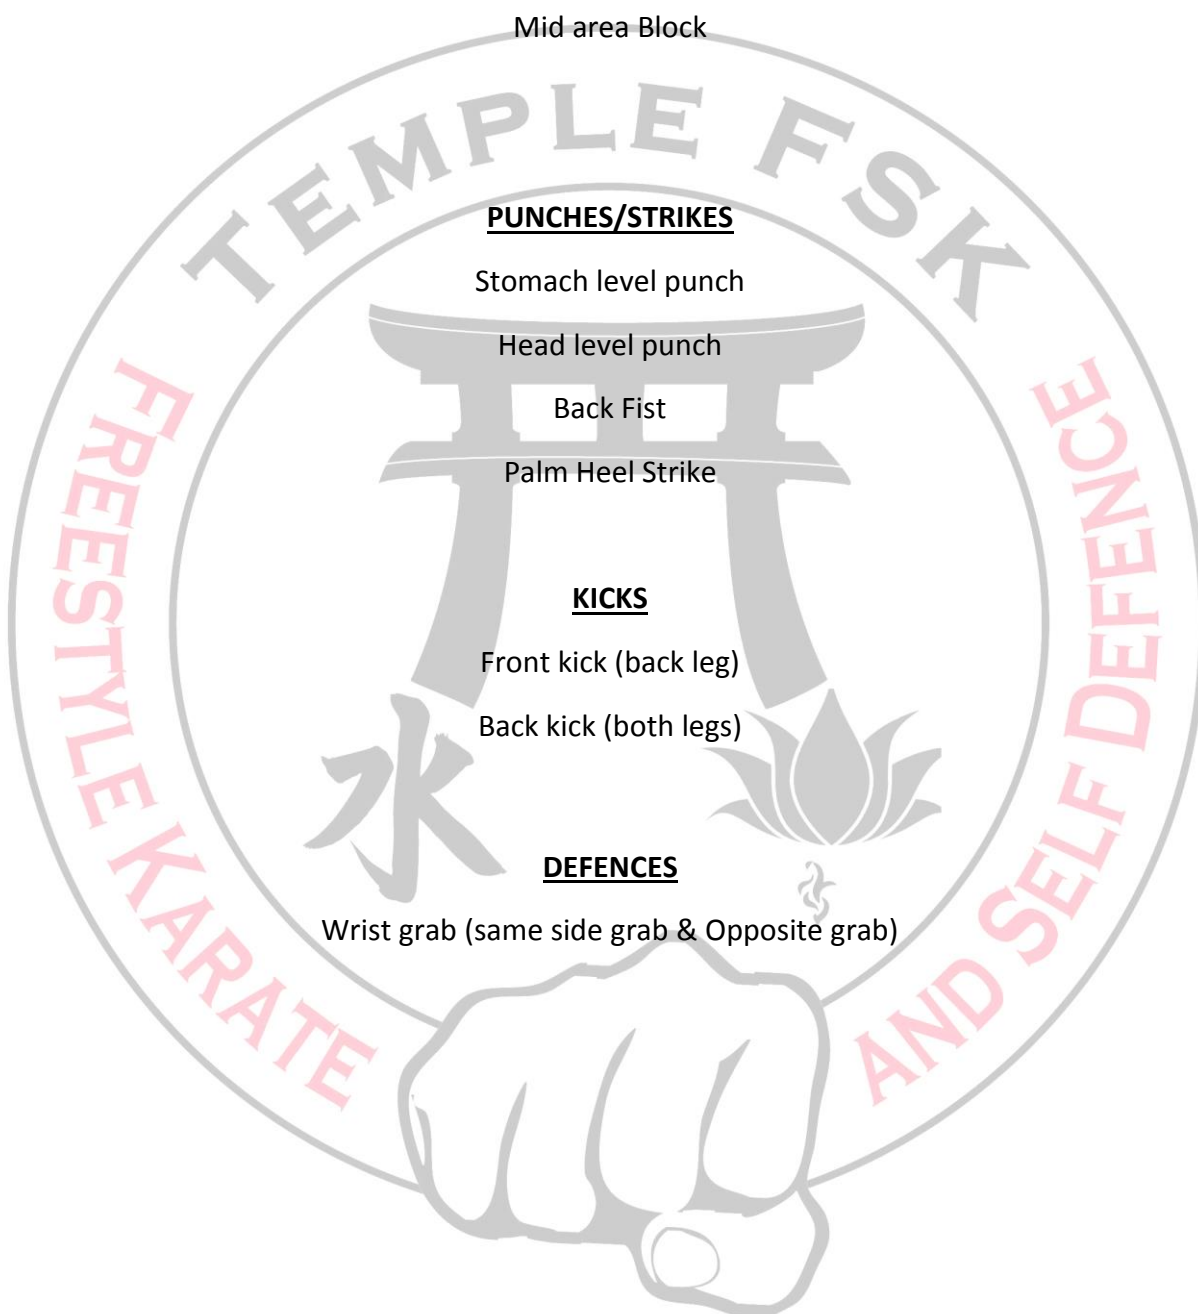 Mid area Block
TEMPLE FSK
PUNCHES/STRIKES
Stomach level punch
Head level punch
Back Fist
Palm Heel Strike
KICKS
Front kick (back leg)
Back kick (both legs)
水
DEFENCES
Wrist grab (same side grab & Opposite grab)
FREESTYLE KARATE
AND SELF DEFENCE